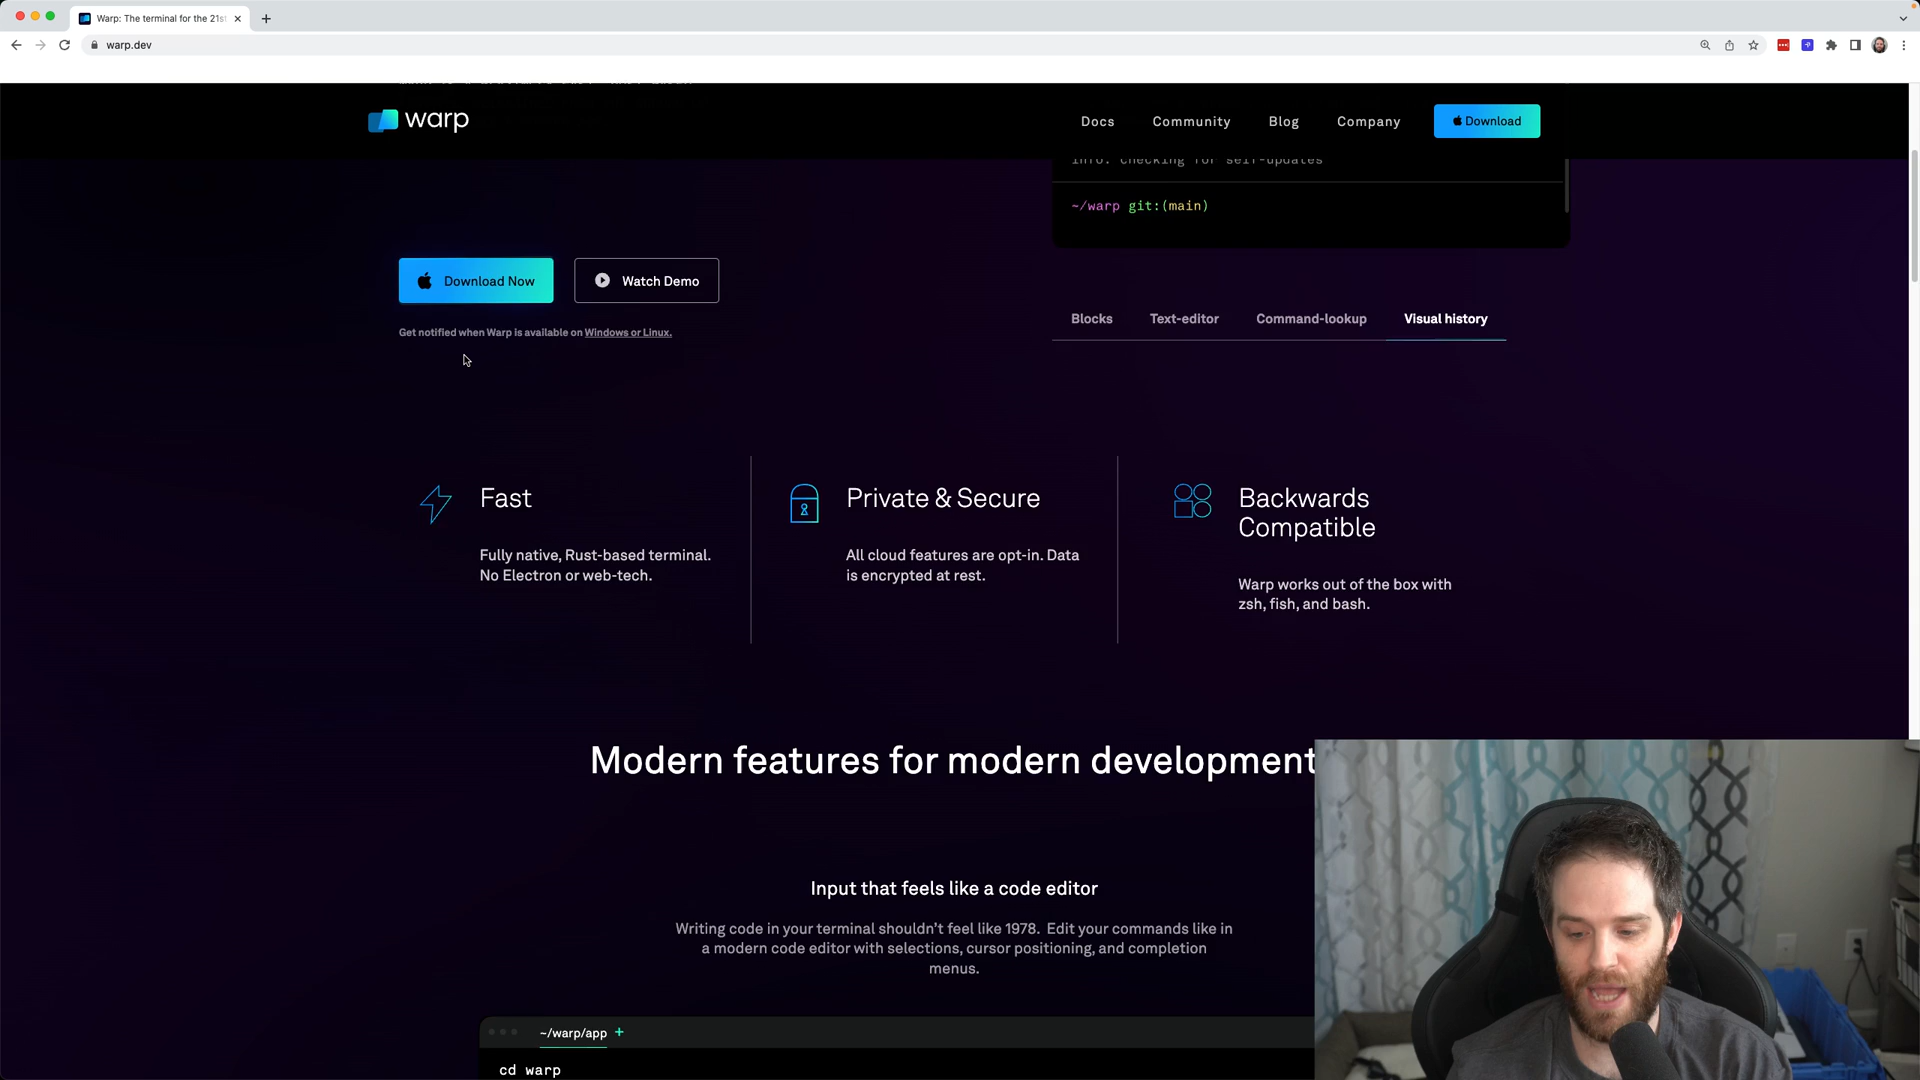 Warp: The terminal for the 21s
warp.dev
warp
Docs
Community
Blog
Company
Download
info: checking for self-updates
~/warp git:(main)
Download Now
Watch Demo
Get notified when Warp is available on Windows or Linux.
Blocks
Text-editor
Command-lookup
Visual history
Fast
Fully native, Rust-based terminal.
No Electron or web-tech.
Private & Secure
All cloud features are opt-in. Data
is encrypted at rest.
Backwards
Compatible
Warp works out of the box with
zsh, fish, and bash.
Modern features for modern development
Input that feels like a code editor
Writing code in your terminal shouldn't feel like 1978. Edit your commands like in
a modern code editor with selections, cursor positioning, and completion
menus.
~/warp/app +
cd warp